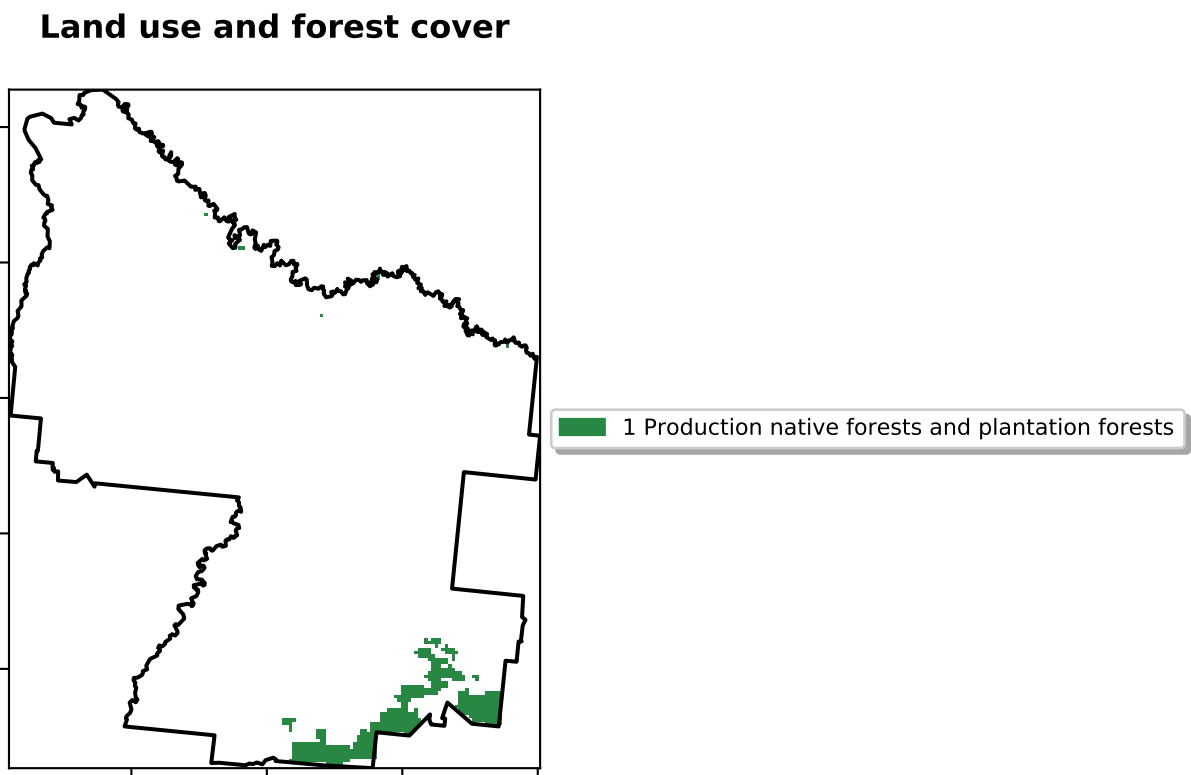 Land use and forest cover
1 Production native forests and plantation forests